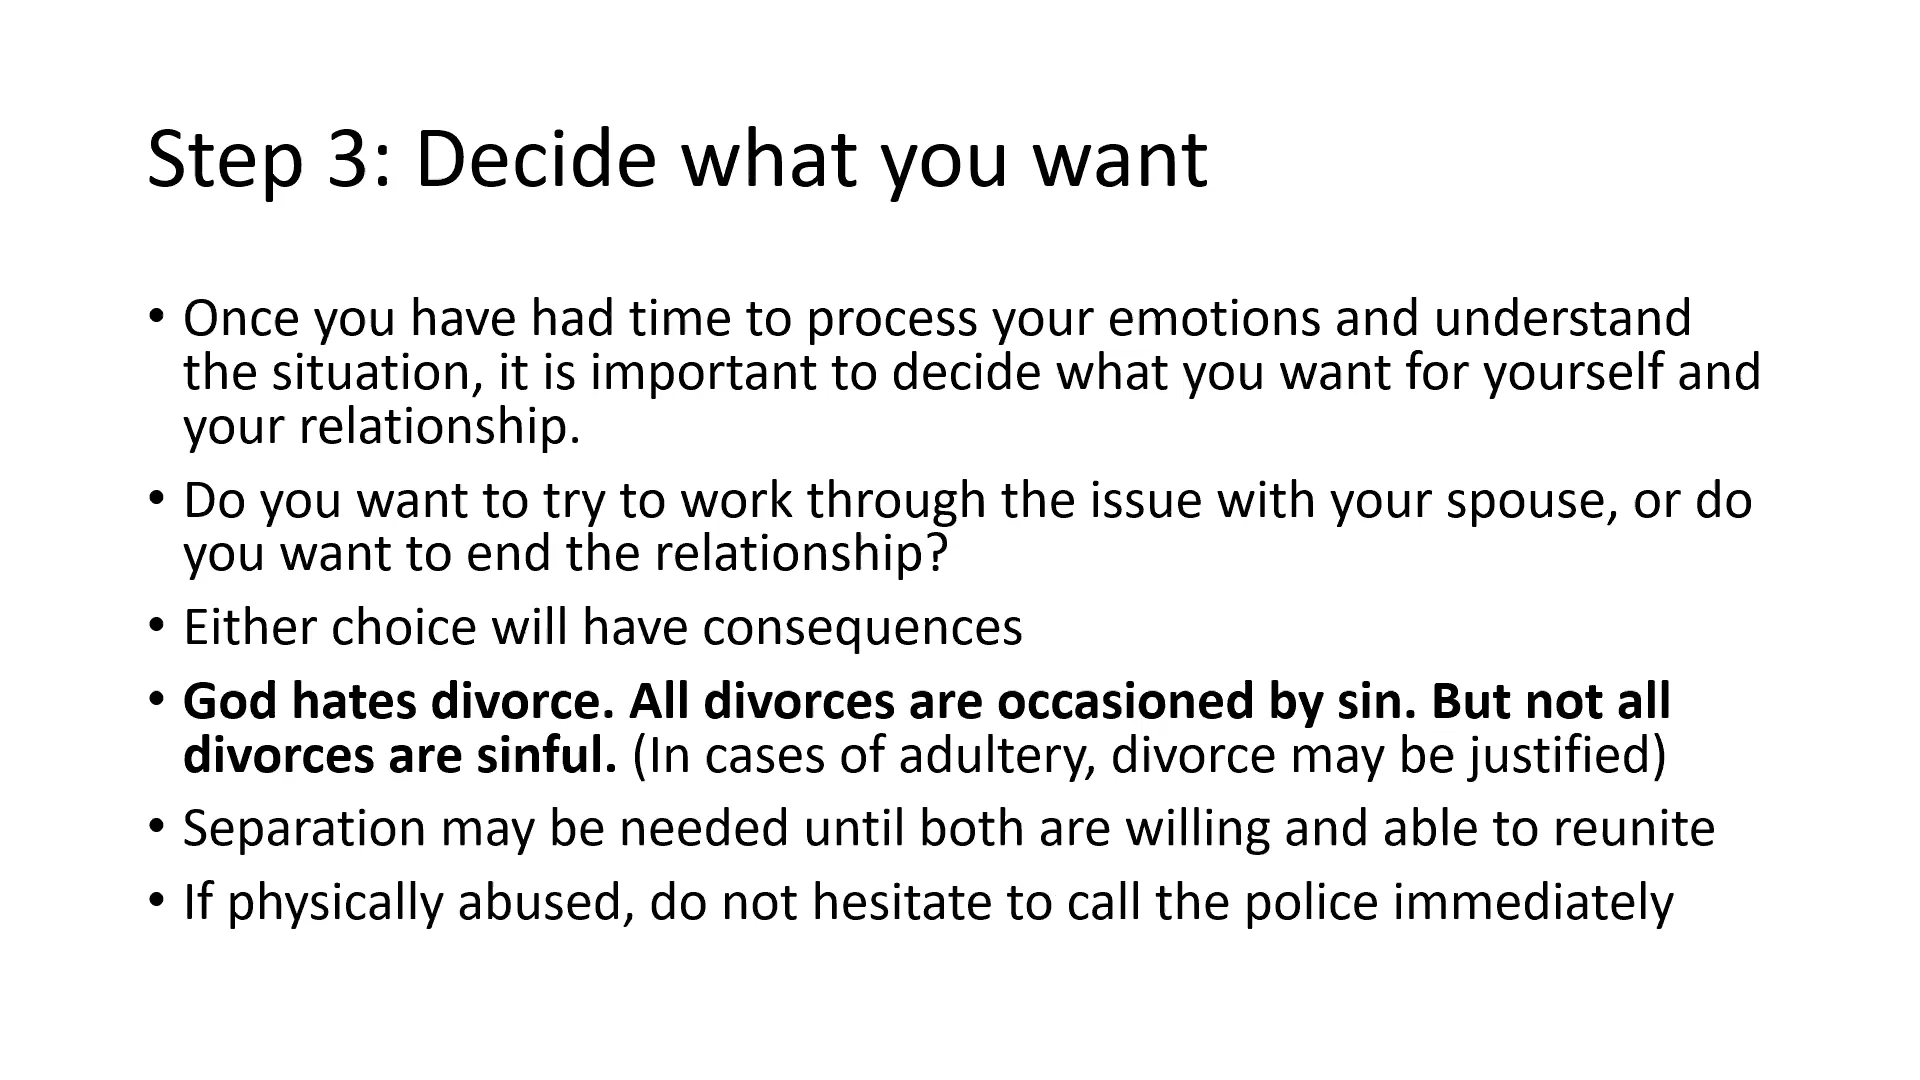 Step 3: Decide what you want
• Once you have had time to process your emotions and understand
the situation, it is important to decide what you want for yourself and
your relationship.
• Do you want to try to work through the issue with your spouse, or do
you want to end the relationship?
• Either choice will have consequences
• God hates divorce. All divorces are occasioned by sin. But not all
divorces are sinful. (In cases of adultery, divorce may be justified)
• Separation may be needed until both are willing and able to reunite
• If physically abused, do not hesitate to call the police immediately